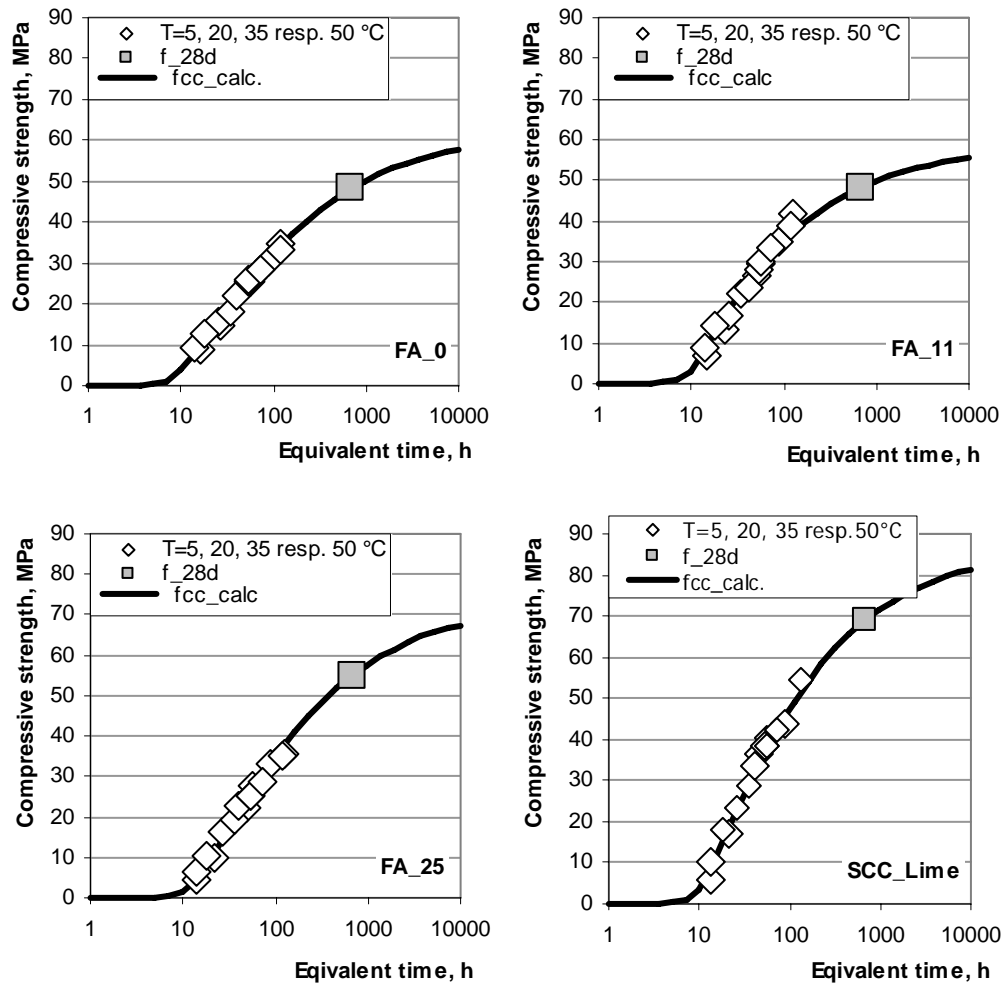 90
80
70
60
50
40
30
20
10
0
Compressive strength, MPa
T=5, 20, 35 resp. 50 °C
f_28d
fcc_calc.
FA_0
1 10 100 1000 10000
Equivalent time, h
90
80
70
60
50
40
30
20
10
0
Compressive strength, MPa
T=5, 20, 35 resp. 50 °C
f_28d
fcc_calc.
FA_11
1 10 100 1000 10000
Equivalent time, h
90
80
70
60
50
40
30
20
10
0
Compressive strength, MPa
T=5, 20, 35 resp. 50 °C
f_28d
fcc_calc
FA_25
1 10 100 1000 10000
Eqivalent time, h
90
80
70
60
50
40
30
20
10
0
Compressive strength, MPa
T=5, 20, 35 resp.50°C
f_28d
fcc_calc.
SCC_Lime
1 10 100 1000 10000
Eqivalent time, h